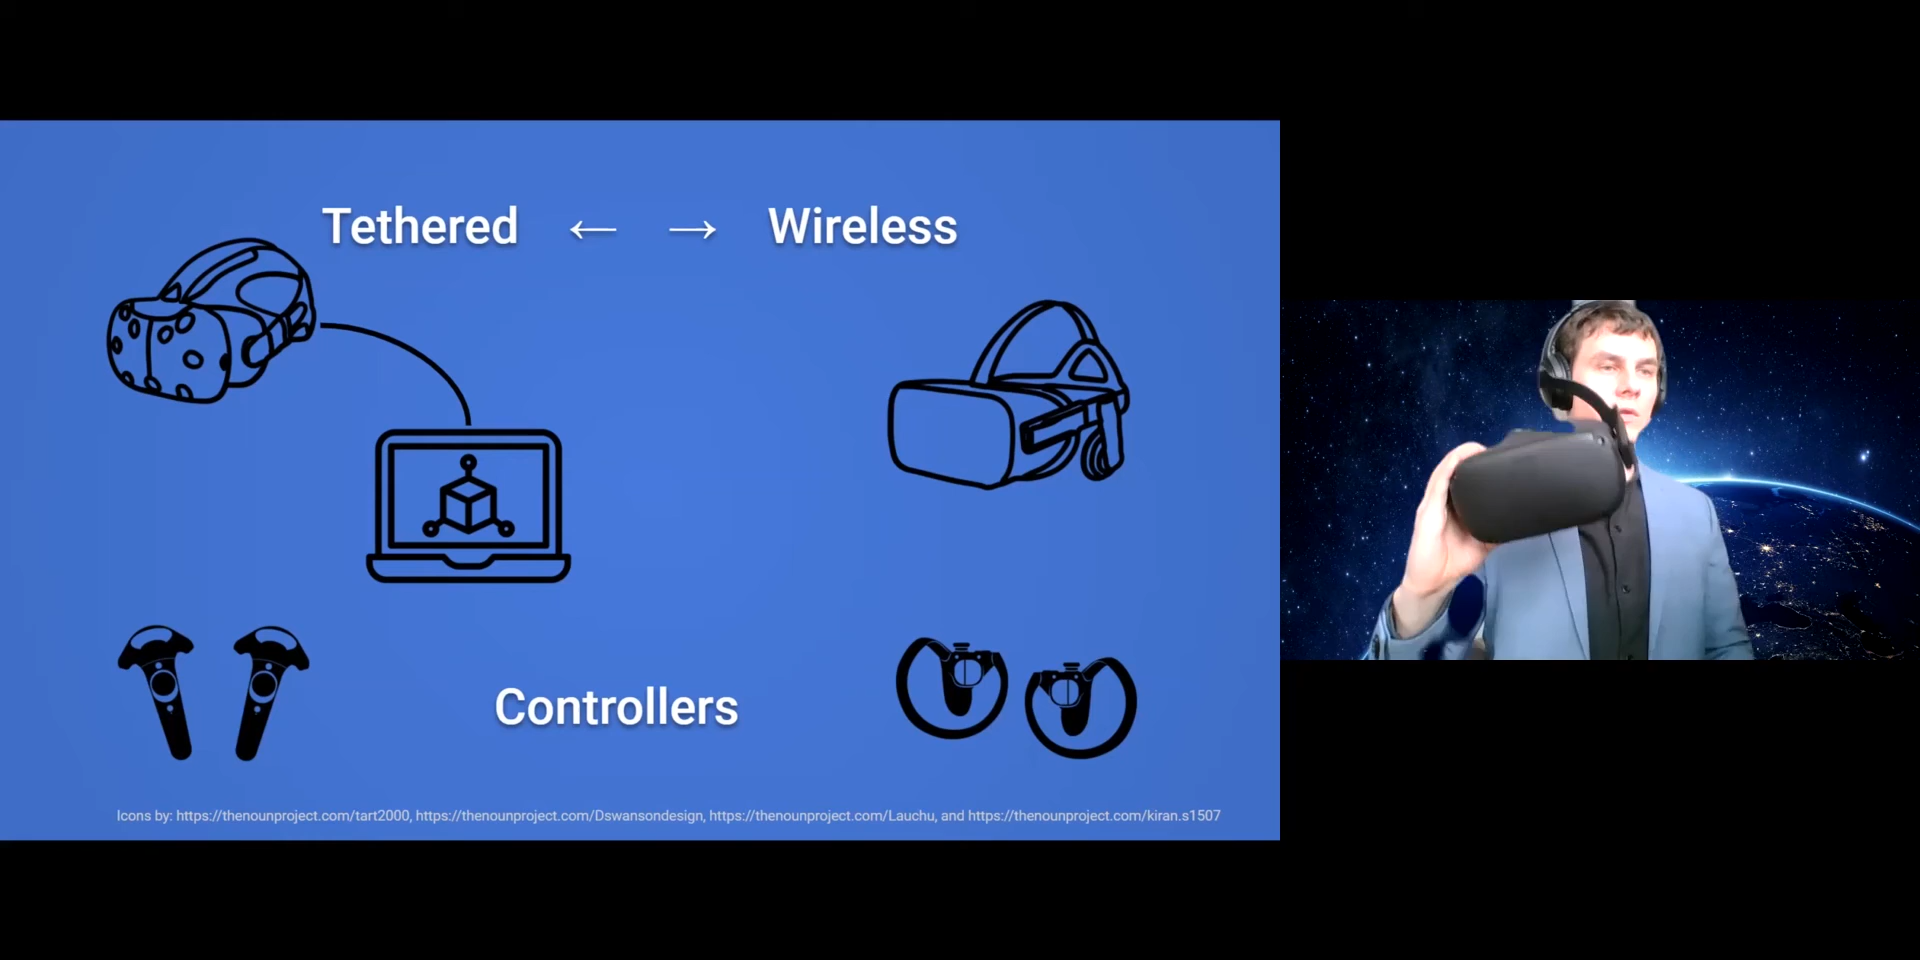 Tethered ← → Wireless
Controllers
Icons by: https://thenounproject.com/tart2000, https://thenounproject.com/Dswansondesign, https://thenounproject.com/Lauchu, and https://thenounproject.com/kiran.s1507